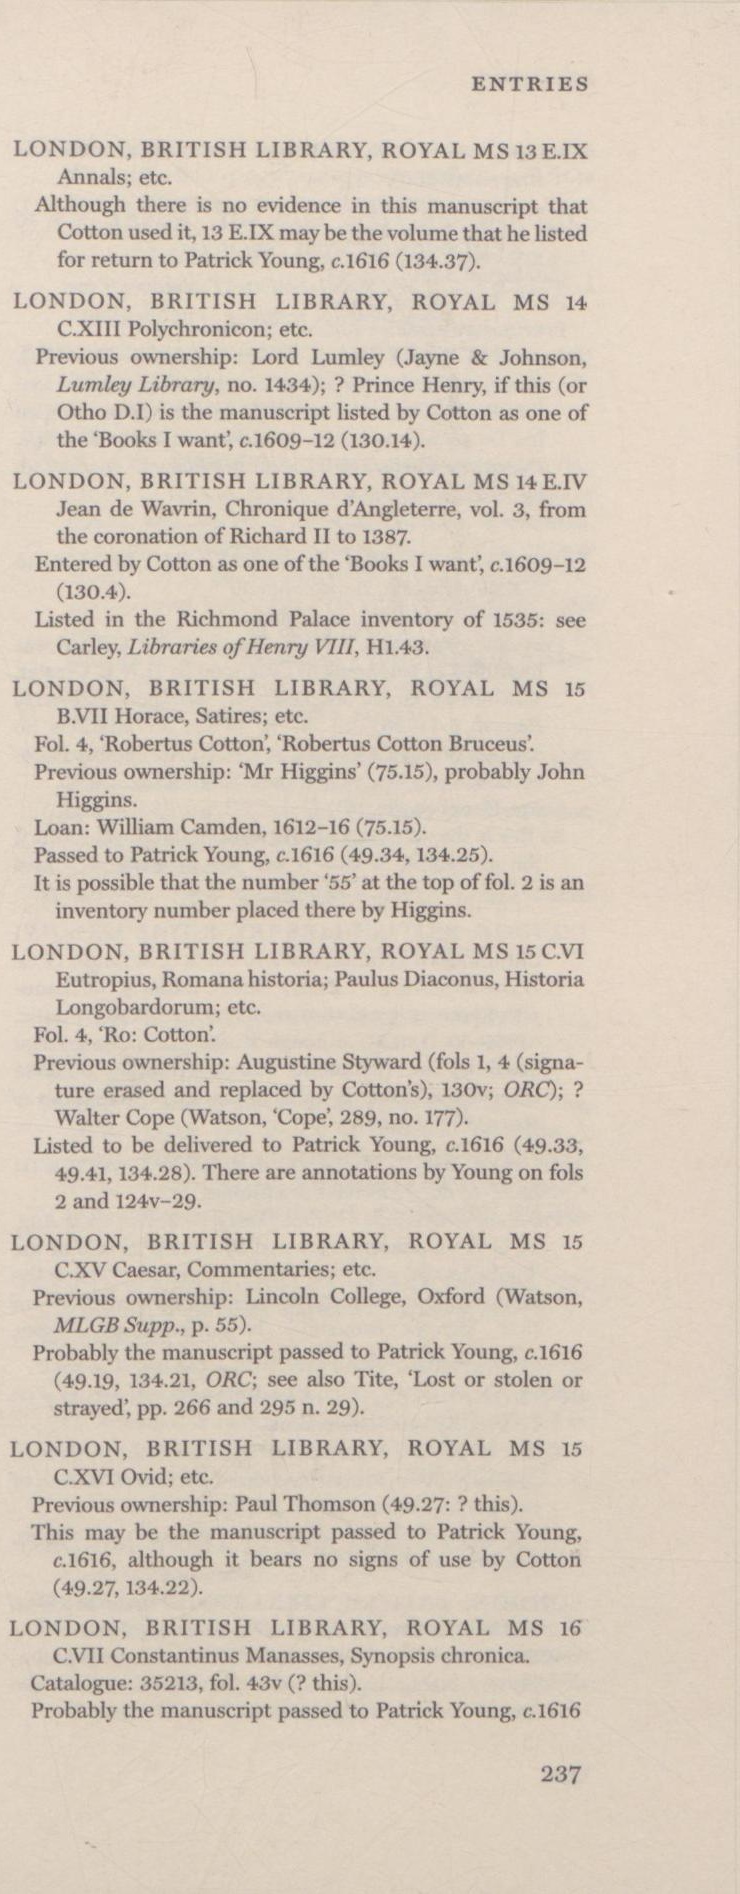 ENTRIES
LONDON, BRITISH LIBRARY, ROYAL MS 13 E.IX
Annals; etc.
Although there is no evidence in this manuscript that
Cotton used it, 13 E.IX may be the volume that he listed
for return to Patrick Young, c.1616 (134.37).
LONDON, BRITISH LIBRARY, ROYAL MS 14
C.XIII Polychronicon; etc.
Previous ownership: Lord Lumley (Jayne & Johnson,
Lumley Library, no. 1434); ? Prince Henry, if this (or
Otho D.I) is the manuscript listed by Cotton as one of
the ‘Books I want’, c.1609–12 (130.14).
LONDON, BRITISH LIBRARY, ROYAL MS 14 E.IV
Jean de Wavrin, Chronique d’Angleterre, vol. 3, from
the coronation of Richard II to 1387.
Entered by Cotton as one of the ‘Books I want’, c.1609–12
(130.4).
Listed in the Richmond Palace inventory of 1535: see
Carley, Libraries of Henry VIII, H1.43.
LONDON, BRITISH LIBRARY, ROYAL MS 15
B.VII Horace, Satires; etc.
Fol. 4, ‘Robertus Cotton’, ‘Robertus Cotton Bruceus’.
Previous ownership: ‘Mr Higgins’ (75.15), probably John
Higgins.
Loan: William Camden, 1612–16 (75.15).
Passed to Patrick Young, c.1616 (49.34, 134.25).
It is possible that the number ‘55’ at the top of fol. 2 is an
inventory number placed there by Higgins.
LONDON, BRITISH LIBRARY, ROYAL MS 15 C.VI
Eutropius, Romana historia; Paulus Diaconus, Historia
Longobardorum; etc.
Fol. 4, ‘Ro: Cotton’.
Previous ownership: Augustine Styward (fols 1, 4 (signa-
ture erased and replaced by Cotton’s), 130v; ORC); ?
Walter Cope (Watson, ‘Cope’, 289, no. 177).
Listed to be delivered to Patrick Young, c.1616 (49.33,
49.41, 134.28). There are annotations by Young on fols
2 and 124v–29.
LONDON, BRITISH LIBRARY, ROYAL MS 15
C.XV Caesar, Commentaries; etc.
Previous ownership: Lincoln College, Oxford (Watson,
MLGB Supp., p. 55).
Probably the manuscript passed to Patrick Young, c.1616
(49.19, 134.21, ORC; see also Tite, ‘Lost or stolen or
strayed’, pp. 266 and 295 n. 29).
LONDON, BRITISH LIBRARY, ROYAL MS 15
C.XVI Ovid; etc.
Previous ownership: Paul Thomson (49.27: ? this).
This may be the manuscript passed to Patrick Young,
c.1616, although it bears no signs of use by Cotton
(49.27, 134.22).
LONDON, BRITISH LIBRARY, ROYAL MS 16
C.VII Constantinus Manasses, Synopsis chronica.
Catalogue: 35213, fol. 43v (? this).
Probably the manuscript passed to Patrick Young, c.1616
237